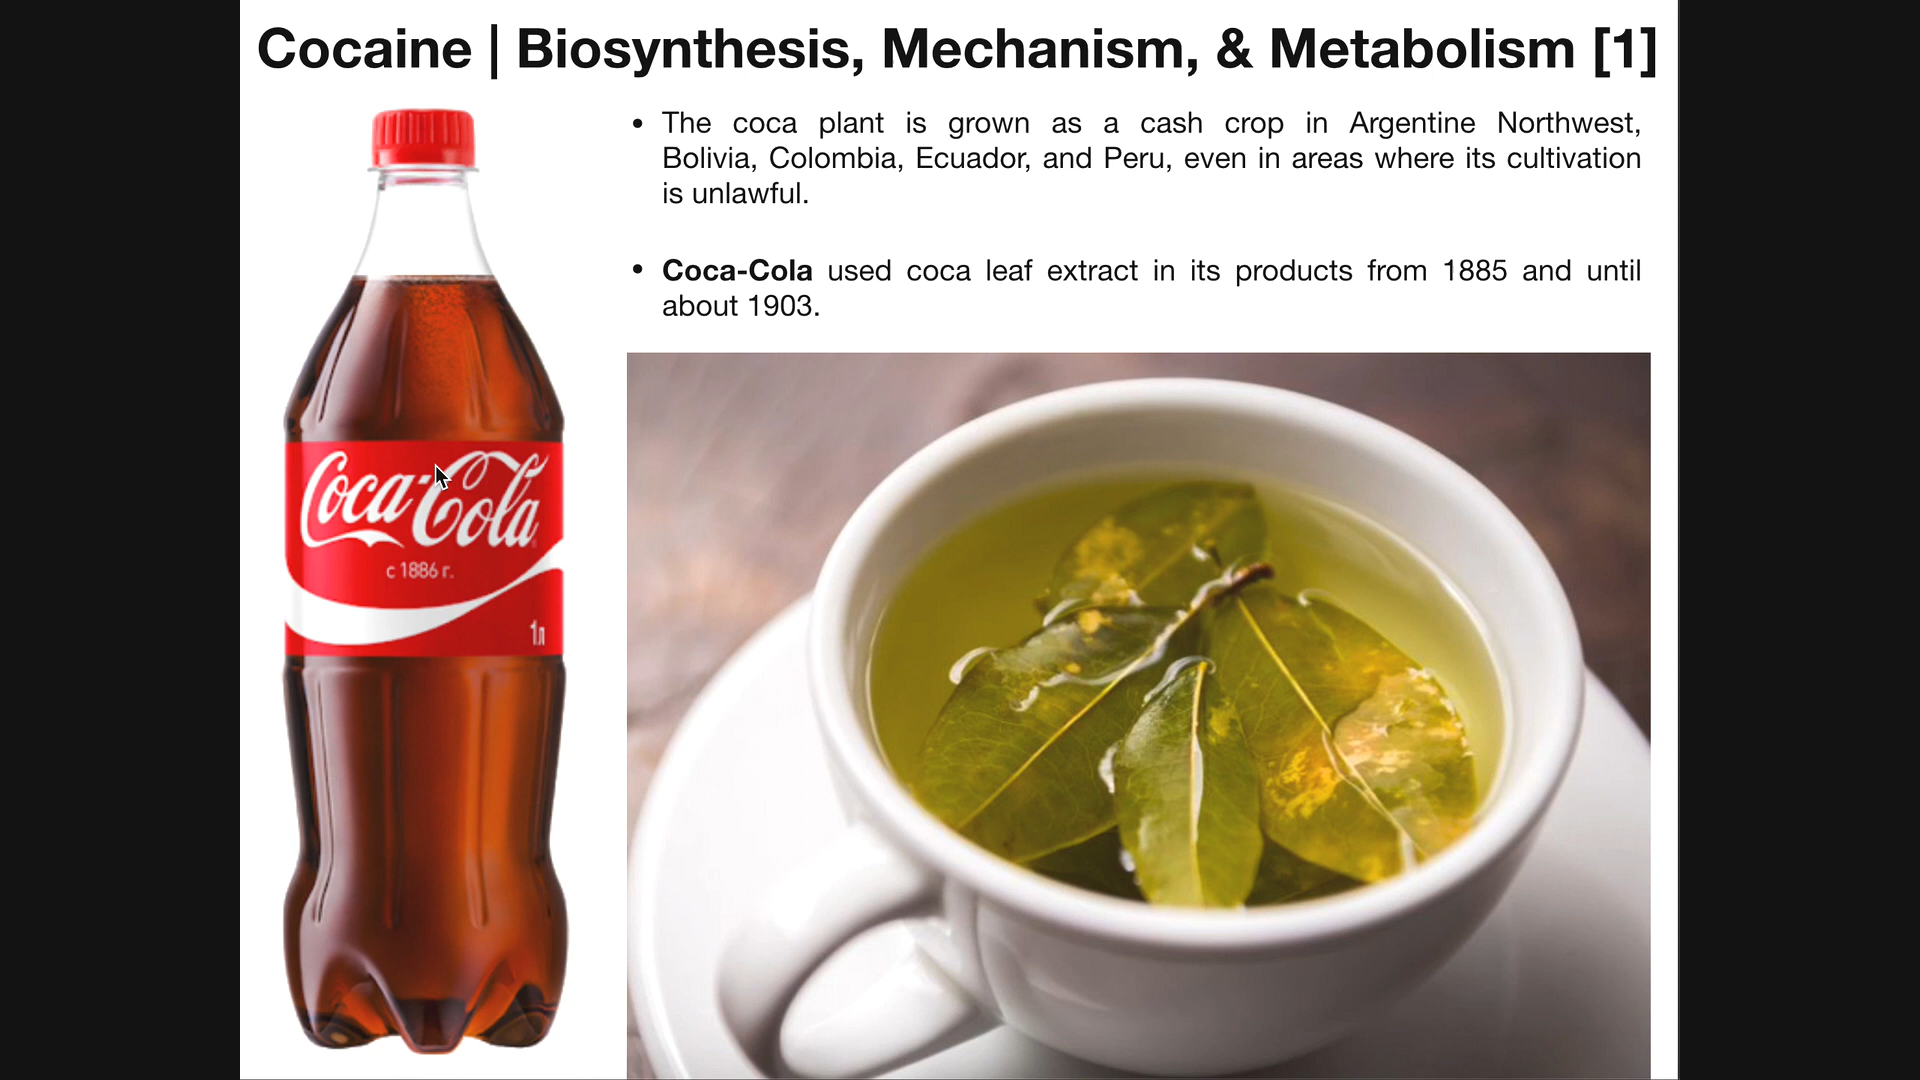 Cocaine | Biosynthesis, Mechanism, & Metabolism [1]
• The coca plant is grown as a cash crop in Argentine Northwest,
Bolivia, Colombia, Ecuador, and Peru, even in areas where its cultivation
is unlawful.
• Coca-Cola used coca leaf extract in its products from 1885 and until
about 1903.
Coca-Cola
с 1886 г.
1л